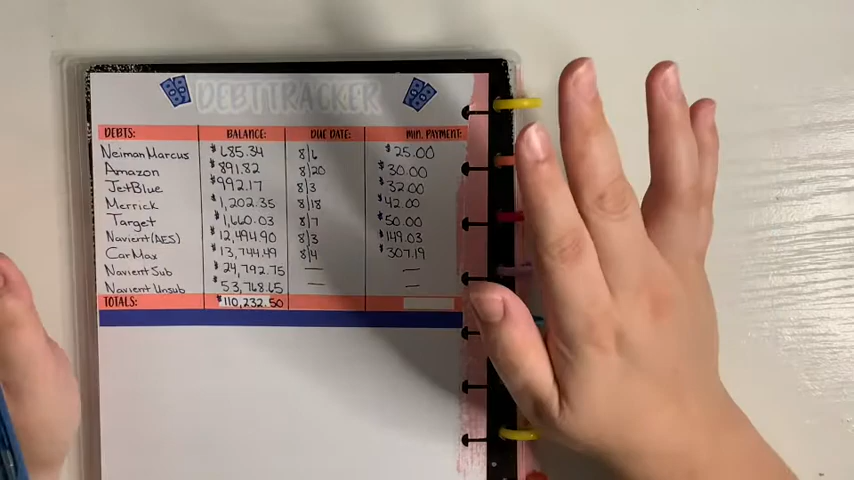 DEBT TRACKER
DEBTS: BALANCE: DUE DATE: MIN. PAYMENT:
Neiman Marcus $685.34 8|6 $25.00
Amazon $891.82 8|20 $30.00
JetBlue $992.17 8|3 $32.00
Merrick $1,202.35 8|18 $42.00
Target $1,660.03 8|7 $50.00
Navient (AES) $12,494.90 8|3 $149.03
CarMax $13,744.49 8|4 $307.19
Navient Sub $24,792.75 — —
Navient Unsub $53,768.65 — —
TOTALS: $110,232.50